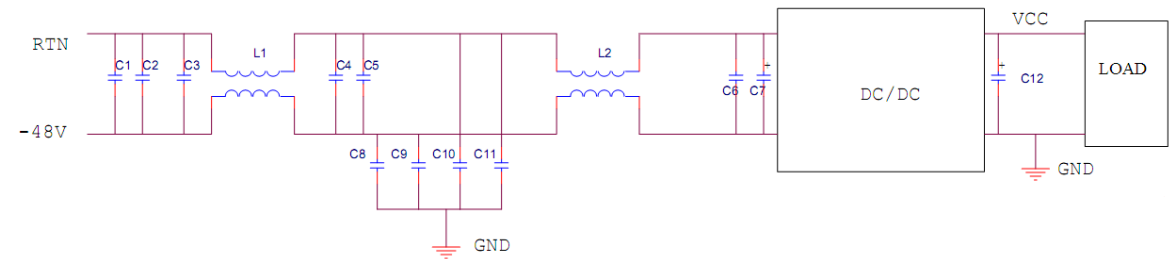 RTN
-48V
C1
C2
C3
L1
C4
C5
C8
C9
C10
C11
GND
L2
C6
C7
DC/DC
VCC
C12
GND
LOAD